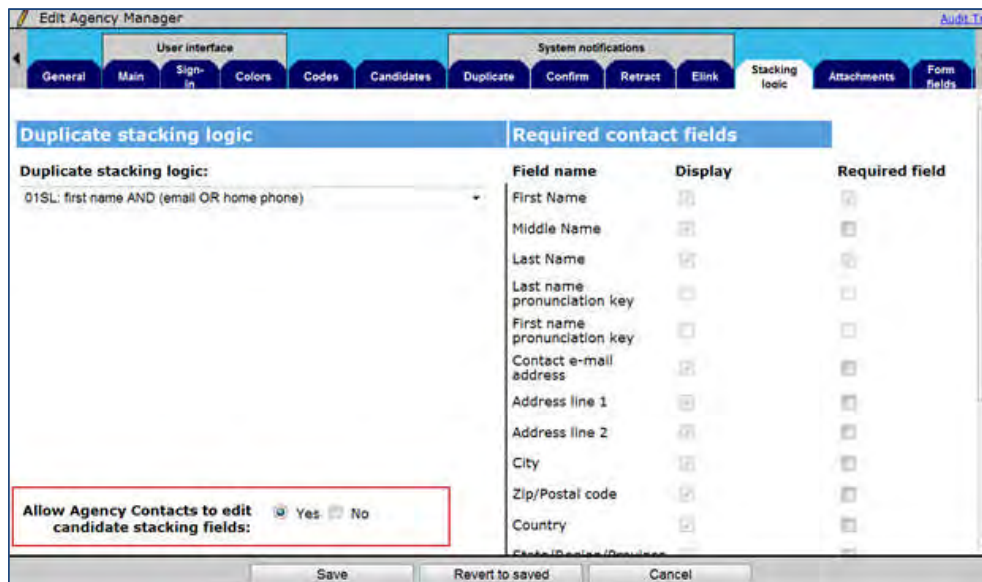 Edit Agency Manager
Audit Tr
User interface
System notifications
General
Main
Sign-
in
Colors
Codes
Candidates
Duplicate
Confirm
Retract
Elink
Stacking
logic
Attachments
Form
fields
Duplicate stacking logic
Required contact fields
Duplicate stacking logic:
Field name Display Required field
01SL: first name AND (email OR home phone)
First Name
Middle Name
Last Name
Last name
pronunciation key
First name
pronunciation key
Contact e-mail
address
Address line 1
Address line 2
City
Zip/Postal code
Country
State/Region/Province
Allow Agency Contacts to edit
candidate stacking fields:
Yes No
Save Revert to saved Cancel